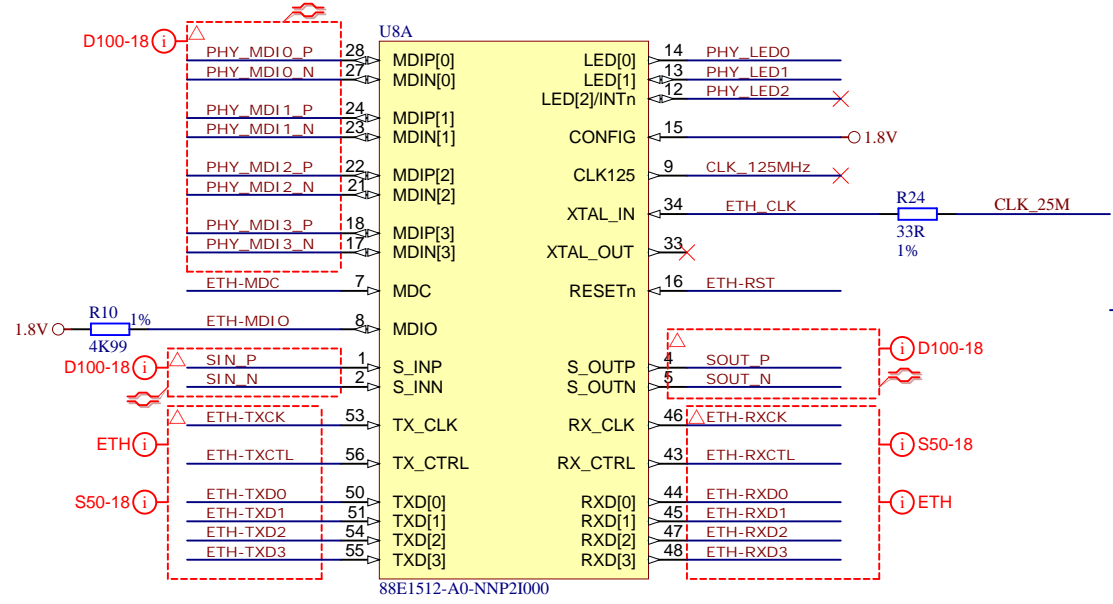 U8A
D100-18
PHY_MDI0_P 28 MDIP[0] LED[0] 14 PHY_LED0
PHY_MDI0_N 27 MDIN[0] LED[1] 13 PHY_LED1
LED[2]/INTn 12 PHY_LED2
PHY_MDI1_P 24 MDIP[1]
PHY_MDI1_N 23 MDIN[1] CONFIG 15 1.8V
PHY_MDI2_P 22 MDIP[2] CLK125 9 CLK_125MHz
PHY_MDI2_N 21 MDIN[2]
R24
XTAL_IN 34 ETH_CLK CLK_25M
33R
1%
PHY_MDI3_P 18 MDIP[3]
PHY_MDI3_N 17 MDIN[3] XTAL_OUT 33
ETH-MDC 7 MDC RESETn 16 ETH-RST
R10 1%
1.8V ETH-MDIO 8 MDIO
4K99
D100-18
D100-18
SIN_P 1 S_INP S_OUTP 4 SOUT_P
SIN_N 2 S_INN S_OUTN 5 SOUT_N
ETH-TXCK 53 TX_CLK RX_CLK 46 ETH-RXCK
ETH S50-18
ETH-TXCTL 56 TX_CTRL RX_CTRL 43 ETH-RXCTL
S50-18 ETH
ETH-TXD0 50 TXD[0] RXD[0] 44 ETH-RXD0
ETH-TXD1 51 TXD[1] RXD[1] 45 ETH-RXD1
ETH-TXD2 54 TXD[2] RXD[2] 47 ETH-RXD2
ETH-TXD3 55 TXD[3] RXD[3] 48 ETH-RXD3
88E1512-A0-NNP2I000